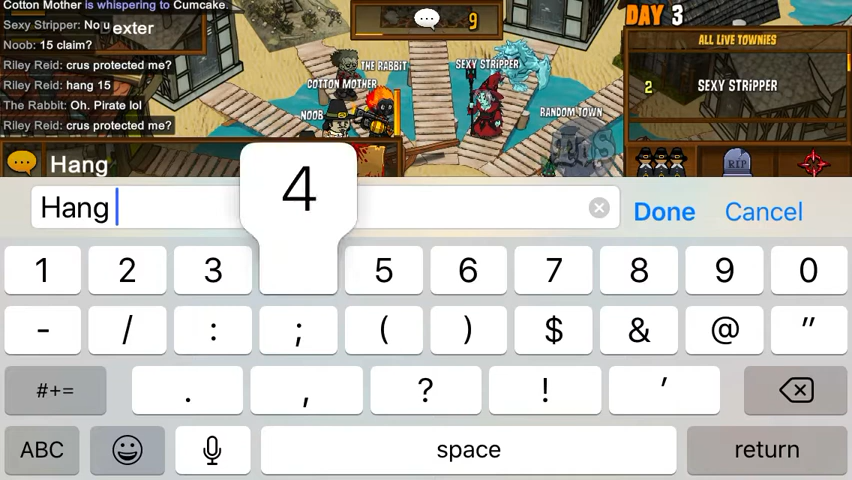 Cotton Mother is whispering to Cumcake.
Sexy Stripper: No u
Dexter
Noob: 15 claim?
Riley Reid: crus protected me?
Riley Reid: hang 15
The Rabbit: Oh, Pirate lol
Riley Reid: crus protected me?
9
DAY 3
ALL LIVE TOWNIES
2 SEXY STRIPPER
THE RABBIT
COTTON MOTHER
NOOB
SEXY STRIPPER
RANDOM TOWN
Hang
RIP
Hang
Done
Cancel
4
1 2 3 5 6 7 8 9 0
- / : ; ( ) $ & @ "
#+= . , ? ! '
ABC space return